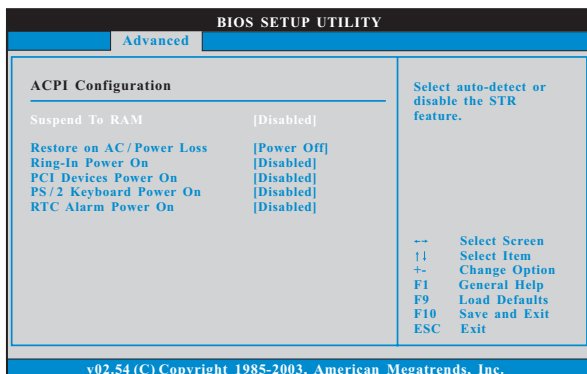 BIOS SETUP UTILITY
Advanced
ACPI Configuration
Suspend To RAM [Disabled]
Restore on AC / Power Loss [Power Off]
Ring-In Power On [Disabled]
PCI Devices Power On [Disabled]
PS / 2 Keyboard Power On [Disabled]
RTC Alarm Power On [Disabled]
Select auto-detect or
disable the STR
feature.
←→ Select Screen
↑↓ Select Item
+- Change Option
F1 General Help
F9 Load Defaults
F10 Save and Exit
ESC Exit
v02.54 (C) Copyright 1985-2003, American Megatrends, Inc.